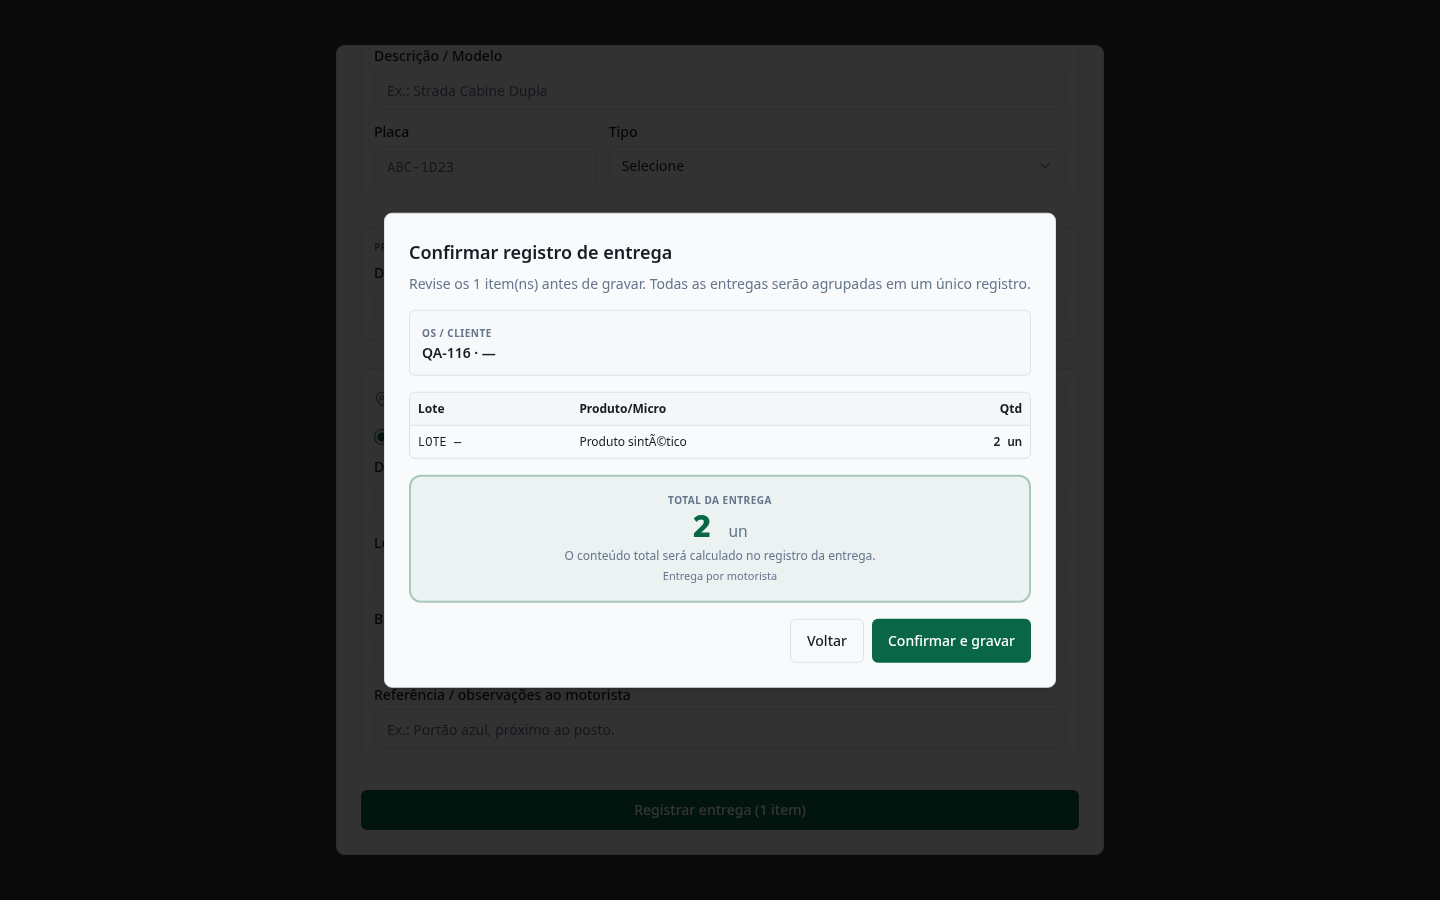 Descrição / Modelo
Ex.: Strada Cabine Dupla
Placa
Tipo
ABC-1D23
Selecione
Confirmar registro de entrega
Revise os 1 item(ns) antes de gravar. Todas as entregas serão agrupadas em um único registro.
OS / CLIENTE
QA-116 · —
Lote Produto/Micro Qtd
LOTE — Produto sintÃ©tico 2 un
TOTAL DA ENTREGA
2 un
O conteúdo total será calculado no registro da entrega.
Entrega por motorista
Voltar
Confirmar e gravar
Referência / observações ao motorista
Ex.: Portão azul, próximo ao posto.
Registrar entrega (1 item)